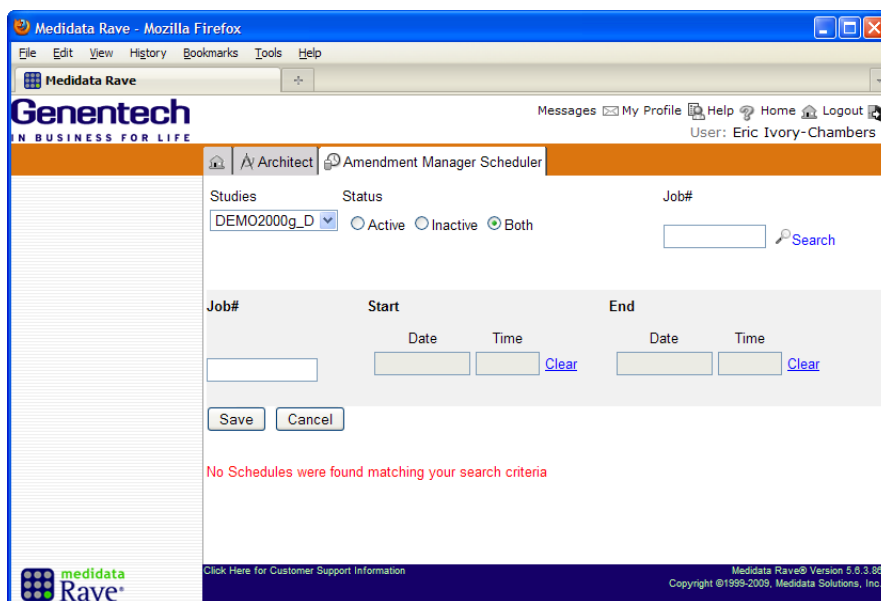 Medidata Rave - Mozilla Firefox
File Edit View History Bookmarks Tools Help
Medidata Rave
Genentech
IN BUSINESS FOR LIFE
Messages My Profile Help Home Logout
User: Eric Ivory-Chambers
Architect Amendment Manager Scheduler
Studies Status Job#
DEMO2000g_D Active Inactive Both
Search
Job# Start End
Date Time Date Time
Clear Clear
Save Cancel
No Schedules were found matching your search criteria
Click Here for Customer Support Information
Medidata Rave® Version 5.6.3.86
Copyright ©1999-2009, Medidata Solutions, Inc.
medidata
Rave